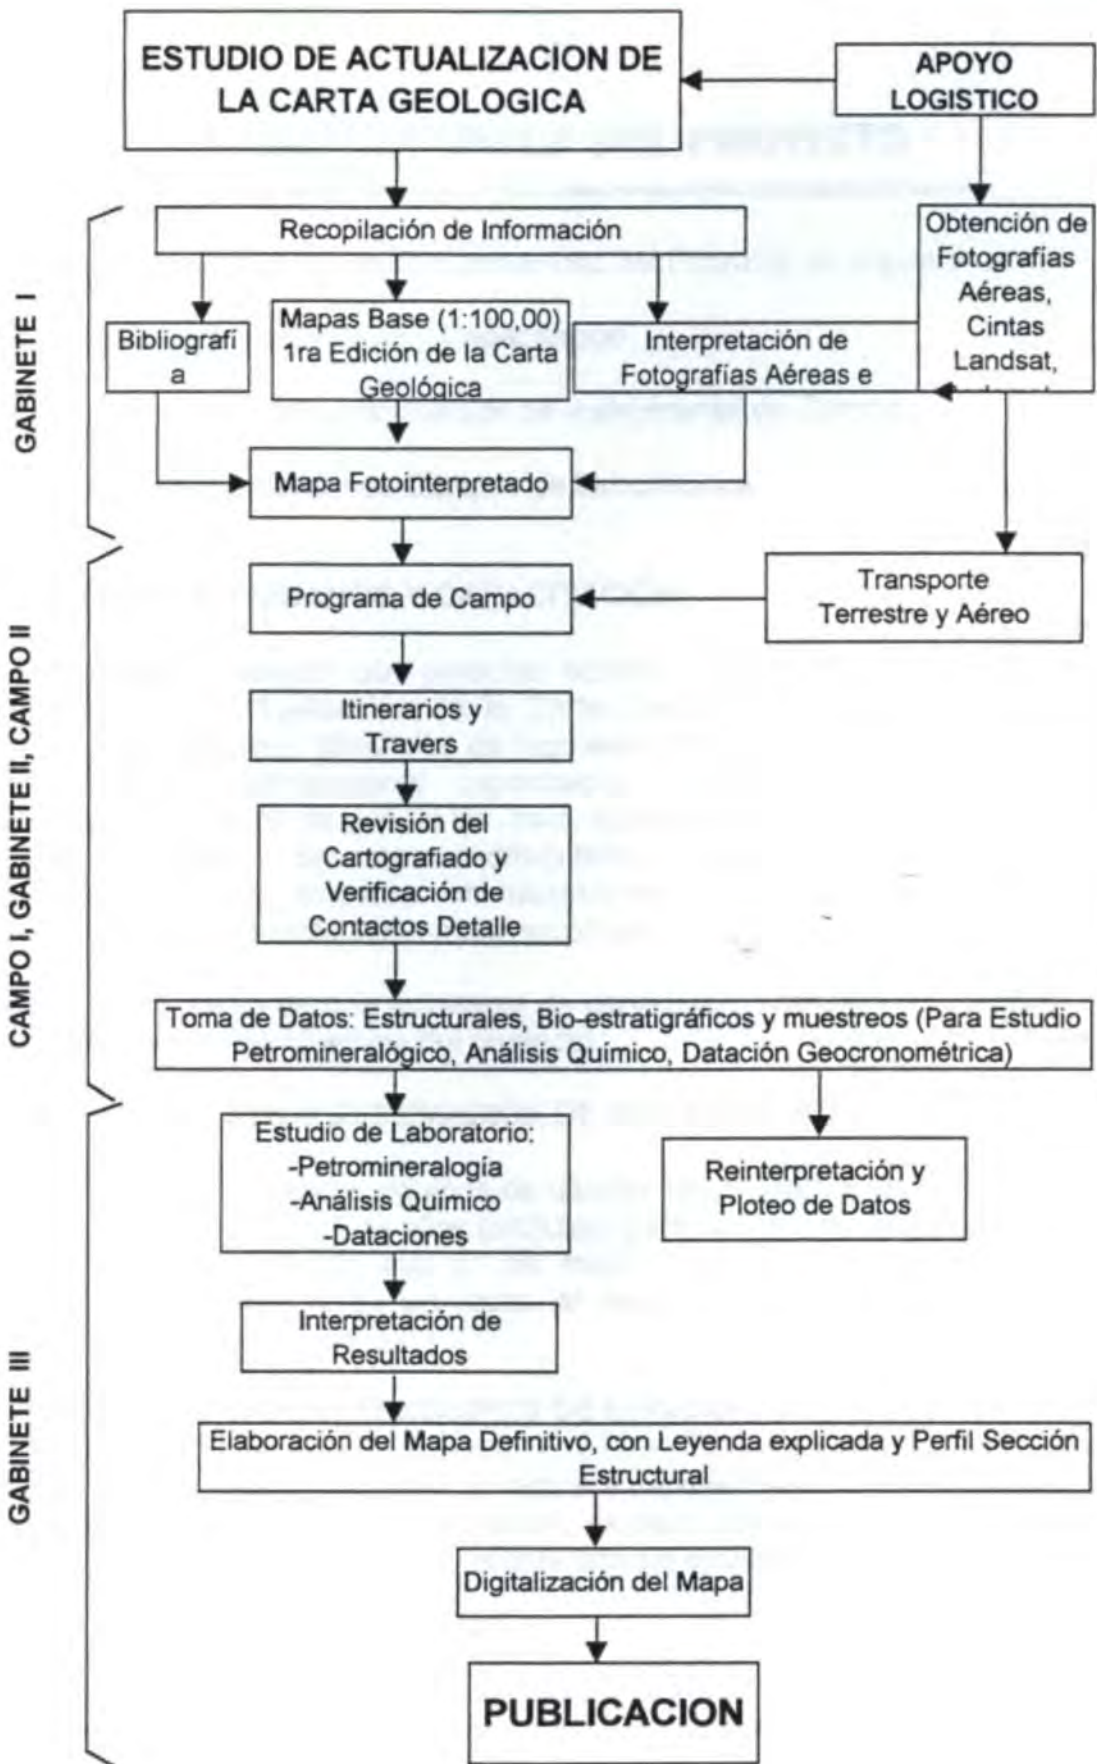 ESTUDIO DE ACTUALIZACION DE
LA CARTA GEOLOGICA
APOYO
LOGISTICO
GABINETE I
Recopilación de Información
Obtención de
Fotografías
Aéreas,
Cintas
Landsat,
Bibliografí
a
Mapas Base (1:100,00)
1ra Edición de la Carta
Geológica
Interpretación de
Fotografías Aéreas e
Mapa Fotointerpretado
CAMPO I, GABINETE II, CAMPO II
Programa de Campo
Transporte
Terrestre y Aéreo
Itinerarios y
Travers
Revisión del
Cartografiado y
Verificación de
Contactos Detalle
Toma de Datos: Estructurales, Bio-estratigráficos y muestreos (Para Estudio
Petromineralógico, Análisis Químico, Datación Geocronométrica)
GABINETE III
Estudio de Laboratorio:
-Petromineralogía
-Análisis Químico
-Dataciones
Reinterpretación y
Ploteo de Datos
Interpretación de
Resultados
Elaboración del Mapa Definitivo, con Leyenda explicada y Perfil Sección
Estructural
Digitalización del Mapa
PUBLICACION